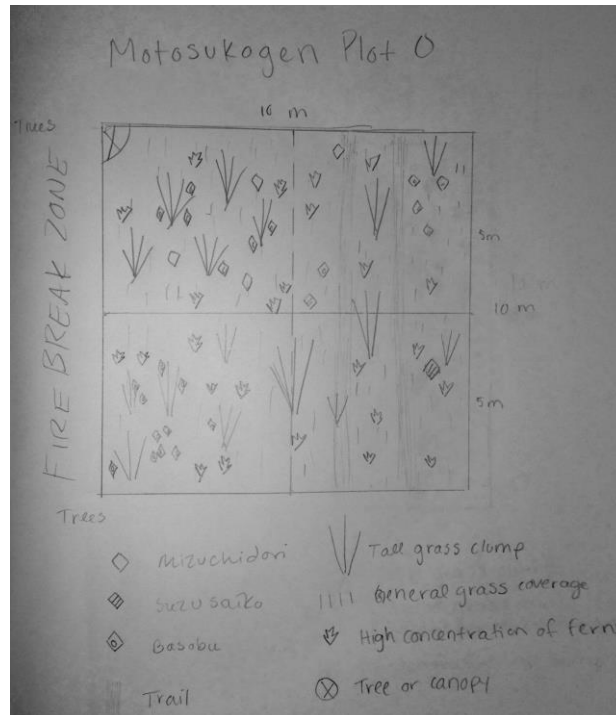 Motosukogen Plot O
10 m
Trees
FIRE BREAK ZONE
5m
10 m
5m
Trees
Mizuchidori
Suzusaiko
Basobu
Trail
Tall grass clump
General grass coverage
High concentration of fern
Tree or canopy